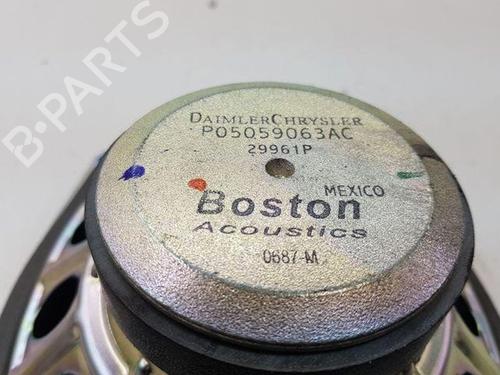 DAIMLERCHRYSLER
P05059063AC
29961P
MEXICO
Boston
Acoustics
0687-M
B PARTS